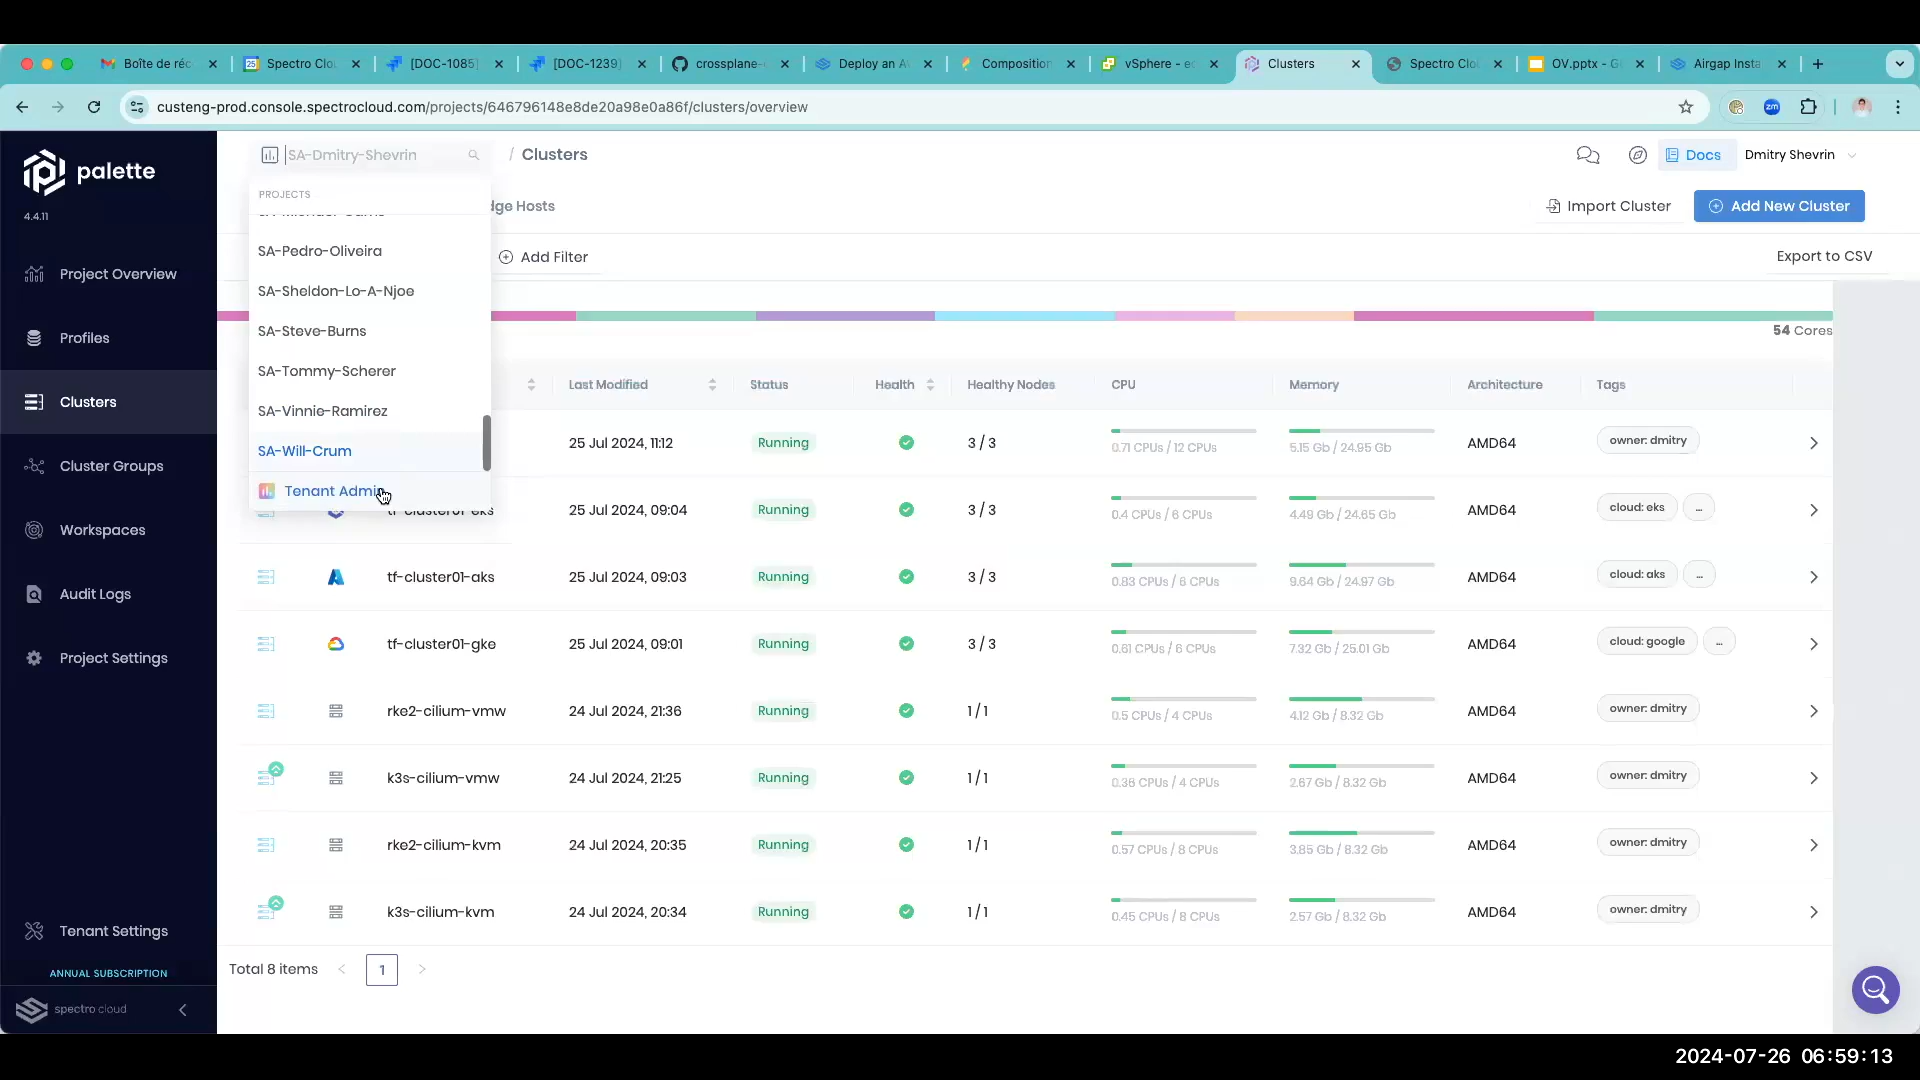 Boîte de réc
Spectro Clo
[DOC-1085]
[DOC-1239]
crossplane-
Deploy an A
Composition
vSphere - e
Clusters
Spectro Clo
OV.pptx - G
Airgap Insta
custeng-prod.console.spectrocloud.com/projects/646796148e8de20a98e0a86f/clusters/overview
palette
4.4.11
SA-Dmitry-Shevrin
/ Clusters
Docs
Dmitry Shevrin
PROJECTS
dge Hosts
Import Cluster
Add New Cluster
SA-Pedro-Oliveira
Add Filter
Export to CSV
SA-Sheldon-Lo-A-Njoe
SA-Steve-Burns
SA-Tommy-Scherer
SA-Vinnie-Ramirez
SA-Will-Crum
Tenant Admin
Project Overview
Profiles
Clusters
Cluster Groups
Workspaces
Audit Logs
Project Settings
Tenant Settings
ANNUAL SUBSCRIPTION
spectro cloud
54 Cores
Last Modified Status Health Healthy Nodes CPU Memory Architecture Tags
25 Jul 2024, 11:12 Running 3 / 3 0.71 CPUs / 12 CPUs 5.15 Gb / 24.95 Gb AMD64 owner: dmitry
tf-cluster01-eks 25 Jul 2024, 09:04 Running 3 / 3 0.4 CPUs / 6 CPUs 4.49 Gb / 24.65 Gb AMD64 cloud: eks ...
tf-cluster01-aks 25 Jul 2024, 09:03 Running 3 / 3 0.83 CPUs / 6 CPUs 9.64 Gb / 24.97 Gb AMD64 cloud: aks ...
tf-cluster01-gke 25 Jul 2024, 09:01 Running 3 / 3 0.61 CPUs / 6 CPUs 7.32 Gb / 25.01 Gb AMD64 cloud: google ...
rke2-cilium-vmw 24 Jul 2024, 21:36 Running 1 / 1 0.5 CPUs / 4 CPUs 4.12 Gb / 8.32 Gb AMD64 owner: dmitry
k3s-cilium-vmw 24 Jul 2024, 21:25 Running 1 / 1 0.36 CPUs / 4 CPUs 2.67 Gb / 8.32 Gb AMD64 owner: dmitry
rke2-cilium-kvm 24 Jul 2024, 20:35 Running 1 / 1 0.57 CPUs / 8 CPUs 3.85 Gb / 8.32 Gb AMD64 owner: dmitry
k3s-cilium-kvm 24 Jul 2024, 20:34 Running 1 / 1 0.45 CPUs / 8 CPUs 2.57 Gb / 8.32 Gb AMD64 owner: dmitry
Total 8 items < 1 >
2024-07-26 06:59:13